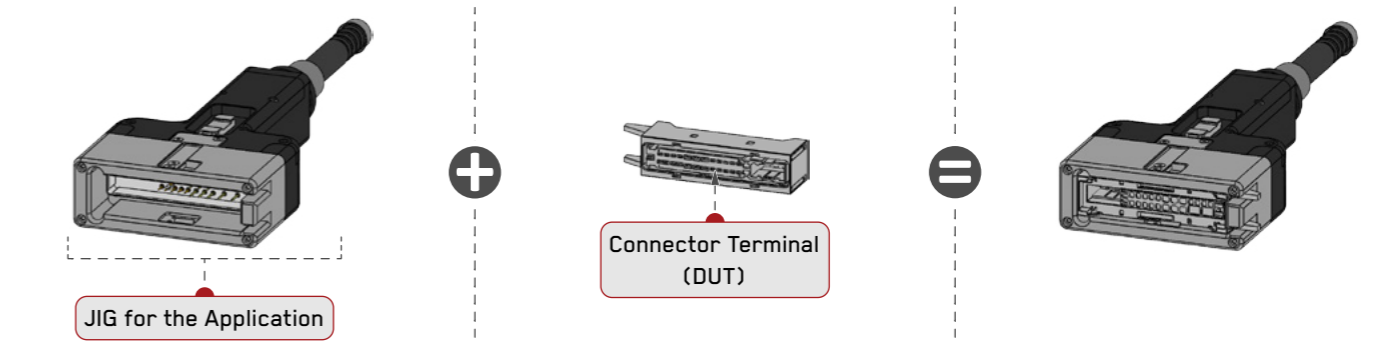 JIG for the Application
Connector Terminal
(DUT)